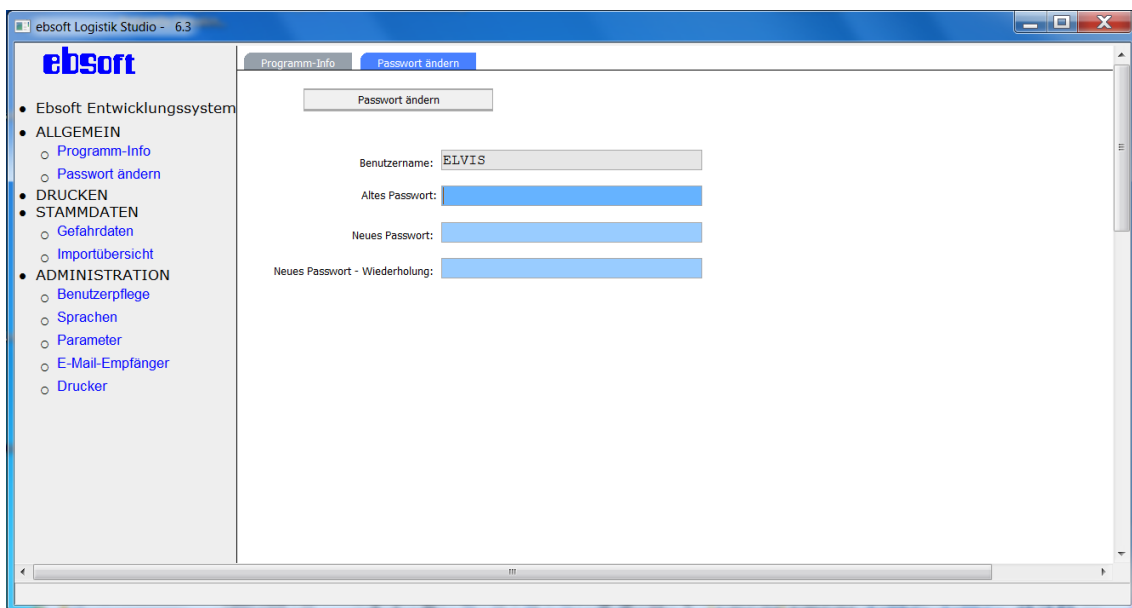 ebsoft Logistik Studio - 6.3
ebsoft
Ebsoft Entwicklungssystem
ALLGEMEIN
Programm-Info
Passwort ändern
DRUCKEN
STAMMDATEN
Gefahrdaten
Importübersicht
ADMINISTRATION
Benutzerpflege
Sprachen
Parameter
E-Mail-Empfänger
Drucker
Programm-Info Passwort ändern
Passwort ändern
Benutzername: ELVIS
Altes Passwort:
Neues Passwort:
Neues Passwort - Wiederholung: